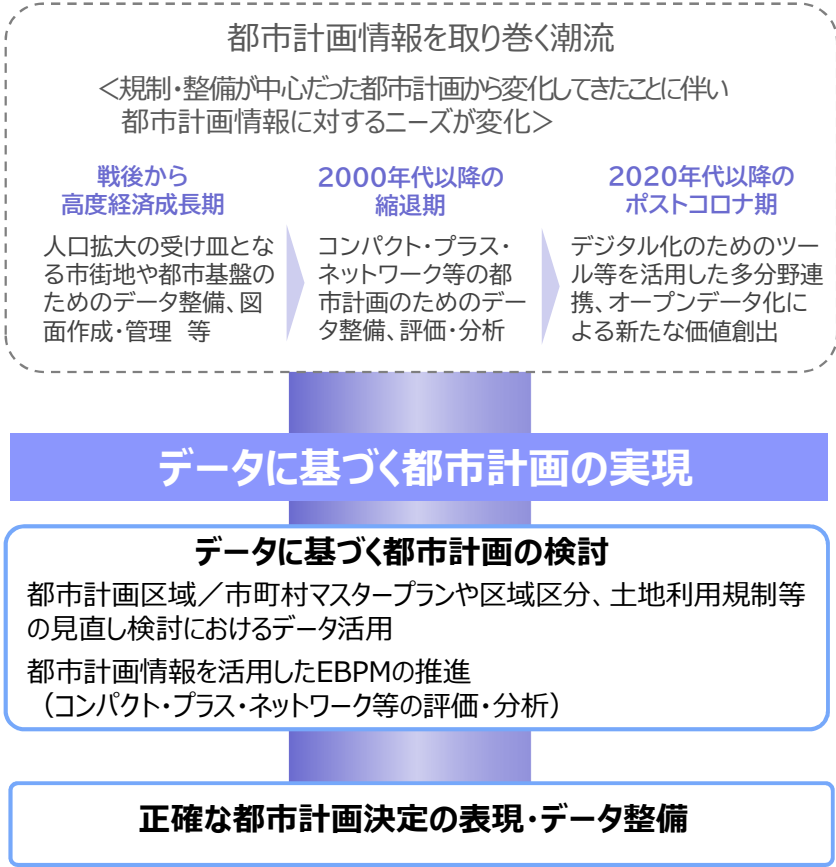 都市計画情報を取り巻く潮流
＜規制・整備が中心だった都市計画から変化してきたことに伴い
都市計画情報に対するニーズが変化＞
戦後から
高度経済成長期
人口拡大の受け皿とな
る市街地や都市基盤の
ためのデータ整備、図
面作成・管理　等
2000年代以降の
縮退期
コンパクト・プラス・
ネットワーク等の都
市計画のためのデー
タ整備、評価・分析
2020年代以降の
ポストコロナ期
デジタル化のためのツー
ル等を活用した多分野連
携、オープンデータ化に
よる新たな価値創出
データに基づく都市計画の実現
データに基づく都市計画の検討
都市計画区域／市町村マスタープランや区域区分、土地利用規制等
の見直し検討におけるデータ活用
都市計画情報を活用したEBPMの推進
（コンパクト・プラス・ネットワーク等の評価・分析）
正確な都市計画決定の表現・データ整備